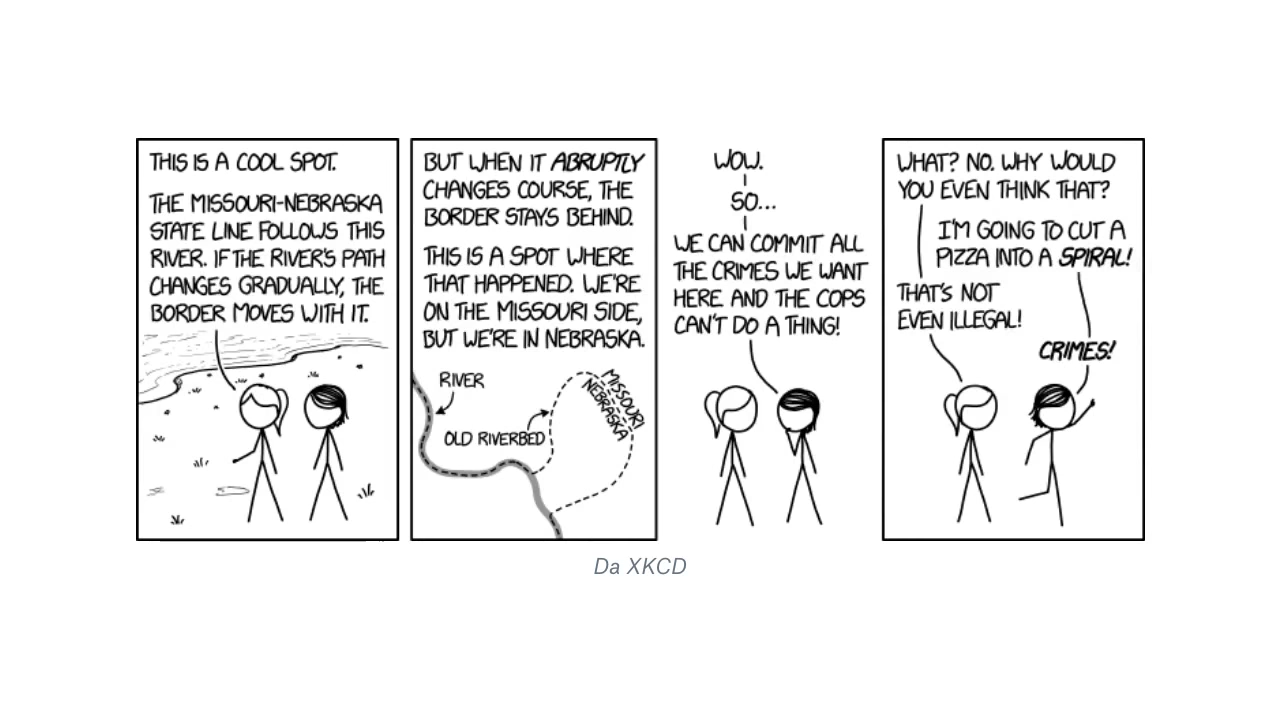 THIS IS A COOL SPOT.
THE MISSOURI-NEBRASKA
STATE LINE FOLLOWS THIS
RIVER. IF THE RIVER'S PATH
CHANGES GRADUALLY, THE
BORDER MOVES WITH IT.
BUT WHEN IT ABRUPTLY
CHANGES COURSE, THE
BORDER STAYS BEHIND.
THIS IS A SPOT WHERE
THAT HAPPENED. WE'RE
ON THE MISSOURI SIDE,
BUT WE'RE IN NEBRASKA.
RIVER
OLD RIVERBED
MISSOURI
NEBRASKA
WOW.
SO...
WE CAN COMMIT ALL
THE CRIMES WE WANT
HERE AND THE COPS
CAN'T DO A THING!
WHAT? NO. WHY WOULD
YOU EVEN THINK THAT?
I'M GOING TO CUT A
PIZZA INTO A SPIRAL!
THAT'S NOT
EVEN ILLEGAL!
CRIMES!
Da XKCD